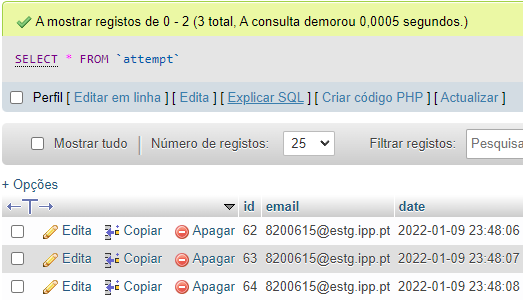 A mostrar registos de 0 - 2 (3 total, A consulta demorou 0,0005 segundos.)
SELECT * FROM `attempt`
Perfil [ Editar em linha ] [ Edita ] [ Explicar SQL ] [ Criar código PHP ] [ Actualizar ]
Mostrar tudo Número de registos: 25 Filtrar registos: Pesquisa
+ Opções
←T→ id email date
Edita Copiar Apagar 62 8200615@estg.ipp.pt 2022-01-09 23:48:06
Edita Copiar Apagar 63 8200615@estg.ipp.pt 2022-01-09 23:48:07
Edita Copiar Apagar 64 8200615@estg.ipp.pt 2022-01-09 23:48:08